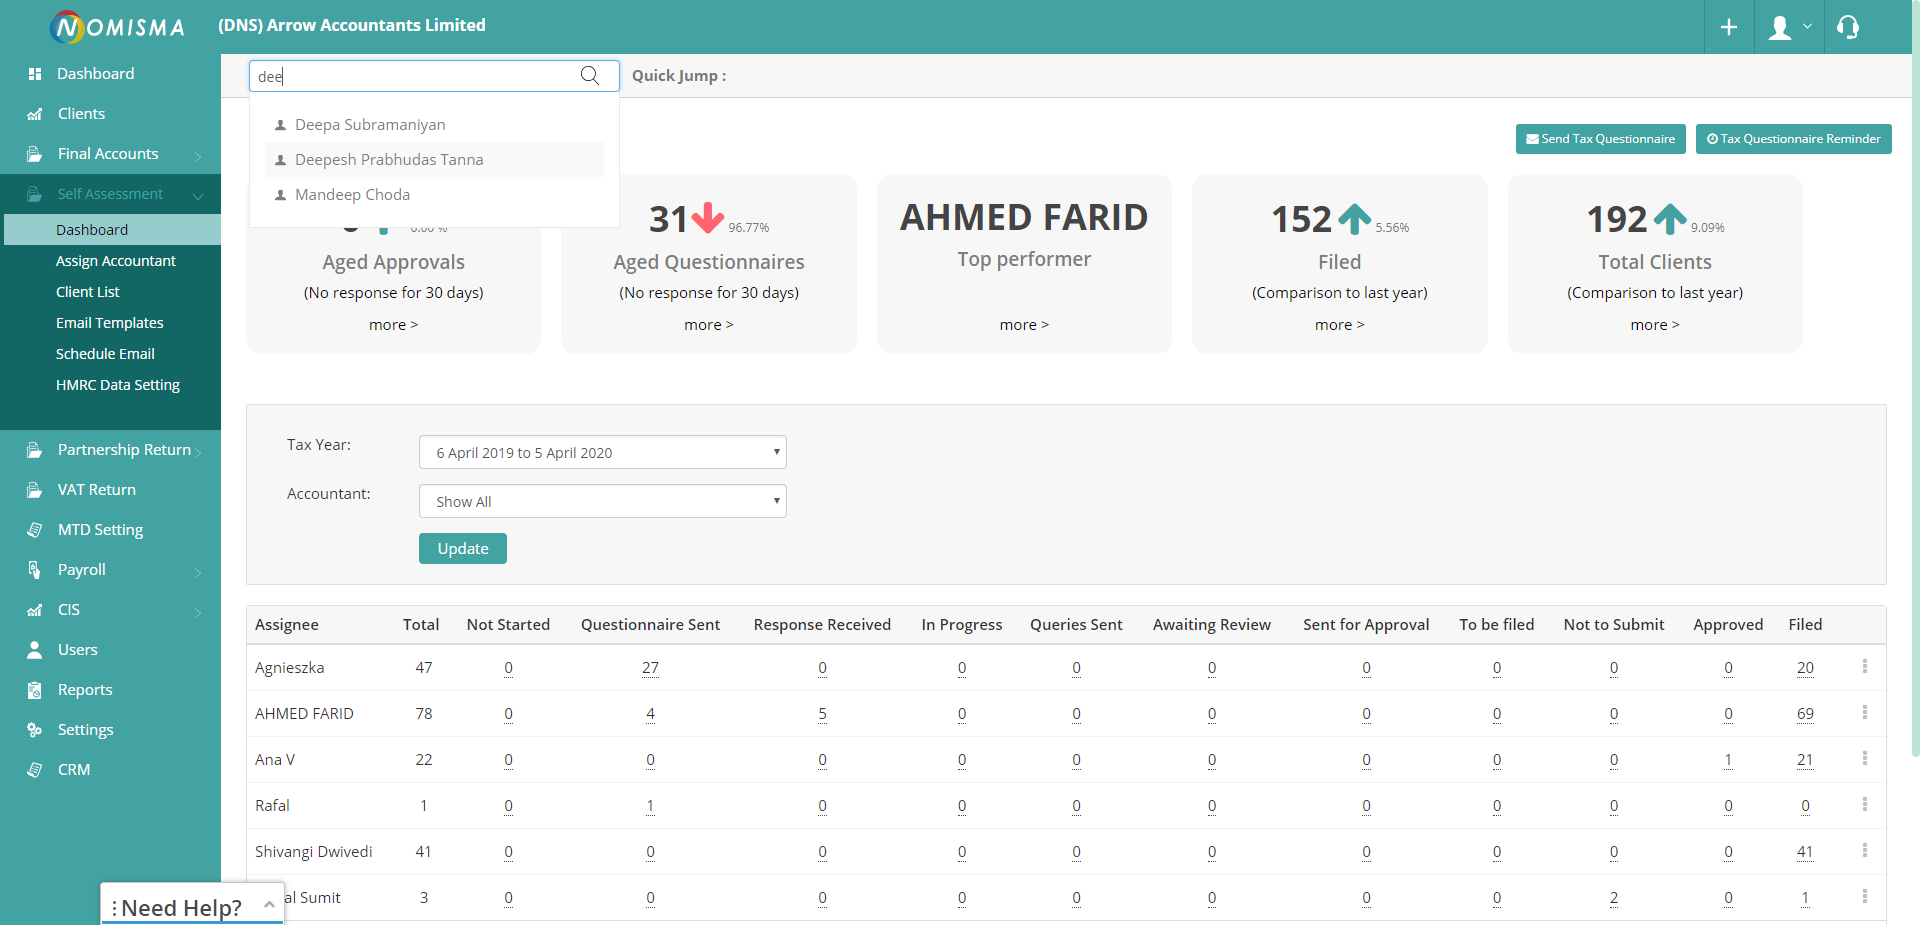 NOMISMA
(DNS) Arrow Accountants Limited
Dashboard
Clients
Final Accounts
Self Assessment
Dashboard
Assign Accountant
Client List
Email Templates
Schedule Email
HMRC Data Setting
Partnership Return
VAT Return
MTD Setting
Payroll
CIS
Users
Reports
Settings
CRM
dee
Quick Jump :
Deepa Subramaniyan
Deepesh Prabhudas Tanna
Mandeep Choda
Send Tax Questionnaire
Tax Questionnaire Reminder
Aged Approvals
(No response for 30 days)
more >
31 96.77%
Aged Questionnaires
(No response for 30 days)
more >
AHMED FARID
Top performer
more >
152 5.56%
Filed
(Comparison to last year)
more >
192 9.09%
Total Clients
(Comparison to last year)
more >
Tax Year:
6 April 2019 to 5 April 2020
Accountant:
Show All
Update
Assignee Total Not Started Questionnaire Sent Response Received In Progress Queries Sent Awaiting Review Sent for Approval To be filed Not to Submit Approved Filed
Agnieszka 47 0 27 0 0 0 0 0 0 0 0 20
AHMED FARID 78 0 4 5 0 0 0 0 0 0 0 69
Ana V 22 0 0 0 0 0 0 0 0 0 1 21
Rafal 1 0 1 0 0 0 0 0 0 0 0 0
Shivangi Dwivedi 41 0 0 0 0 0 0 0 0 0 0 41
al Sumit 3 0 0 0 0 0 0 0 0 2 0 1
Need Help?